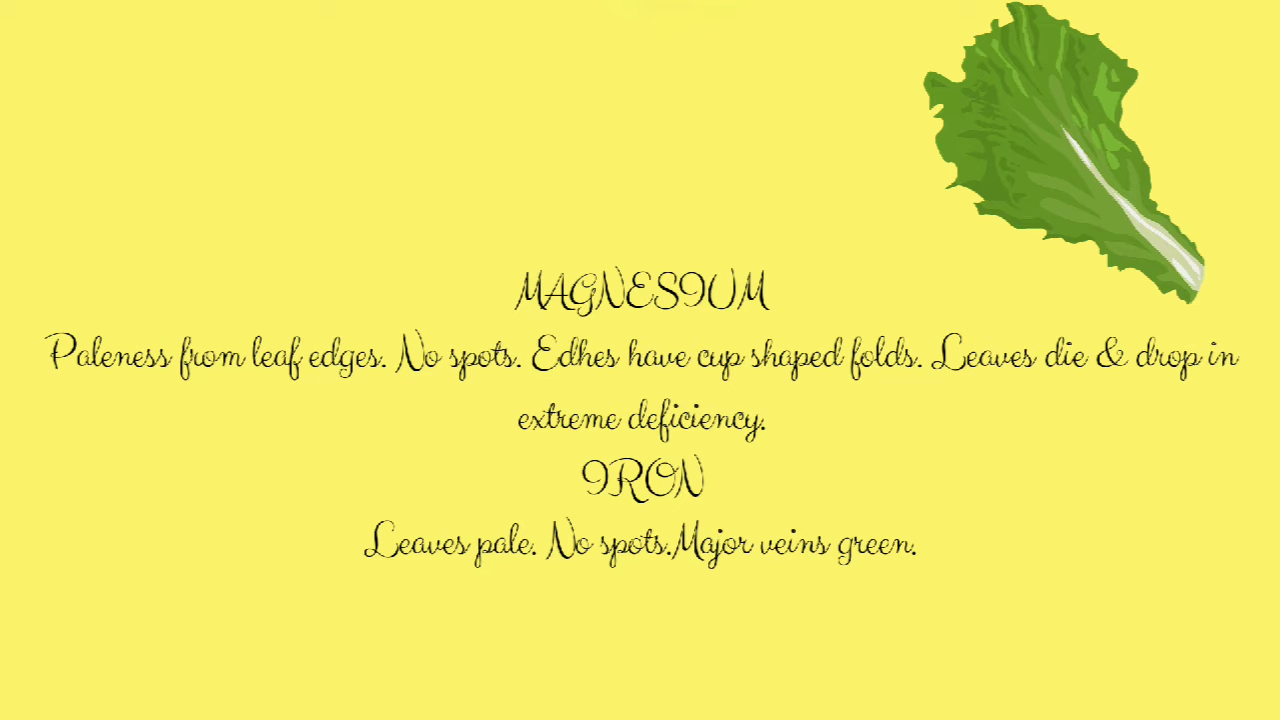 MAGNESIUM
Paleness from leaf edges. No spots. Edhes have cup shaped folds. Leaves die & drop in
extreme deficiency.
IRON
Leaves pale. No spots.Major veins green.